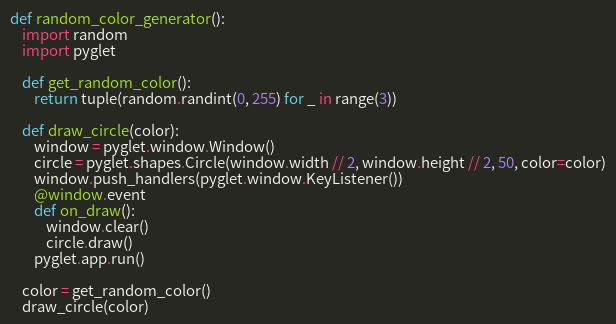 def random_color_generator():
    import random
    import pyglet

    def get_random_color():
        return tuple(random.randint(0, 255) for _ in range(3))

    def draw_circle(color):
        window = pyglet.window.Window()
        circle = pyglet.shapes.Circle(window.width // 2, window.height // 2, 50, color=color)
        window.push_handlers(pyglet.window.KeyListener())
        @window.event
        def on_draw():
            window.clear()
            circle.draw()
        pyglet.app.run()

    color = get_random_color()
    draw_circle(color)